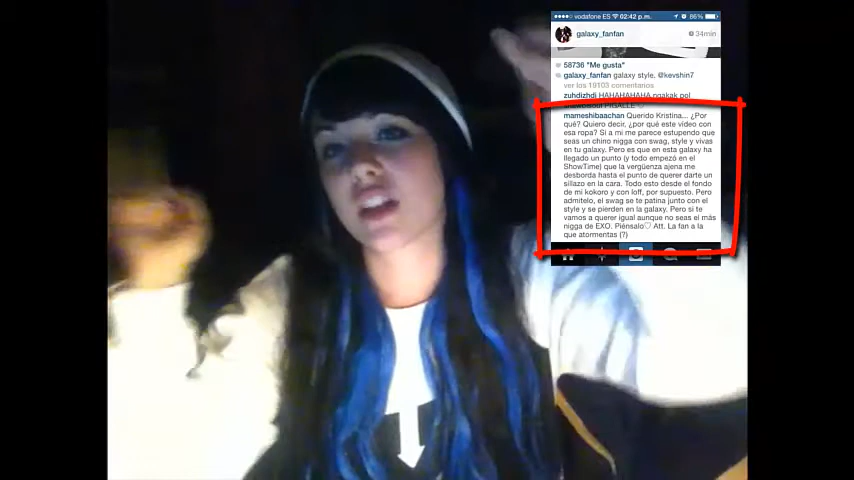 vodafone ES 02:42 p.m. 86%
galaxy_fanfan 34min
58736 "Me gusta"
galaxy_fanfan galaxy style, @kevshin7
ver los 19103 comentarios
zuhdizhdi HAHAHAHAHA ngakak pol
PIGALLE
mameshibaachan Querido Kristina... ¿Por
qué? Quiero decir, ¿por qué este vídeo con
esa ropa? Si a mi me parece estupendo que
seas un chino nigga con swag, style y vivas
en tu galaxy. Pero es que en esta galaxy ha
llegado un punto (y todo empezó en el
ShowTime) que la vergüenza ajena me
desborda hasta el punto de querer darte un
sillazo en la cara. Todo esto desde el fondo
de mi kokoro y con loff, por supuesto. Pero
admítelo, el swag se te patina junto con el
style y se pierden en la galaxy. Pero si te
vamos a querer igual aunque no seas el más
nigga de EXO. Piénsalo♡ Att. La fan a la
que atormentas (?)